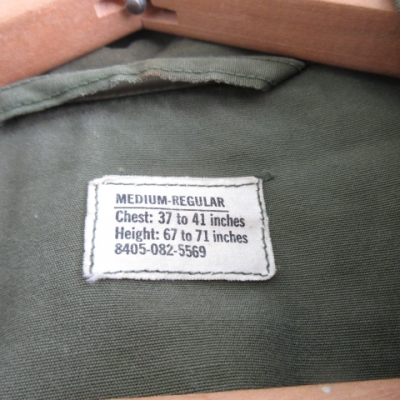 MEDIUM-REGULAR
Chest: 37 to 41 inches
Height: 67 to 71 inches
8405-082-5569